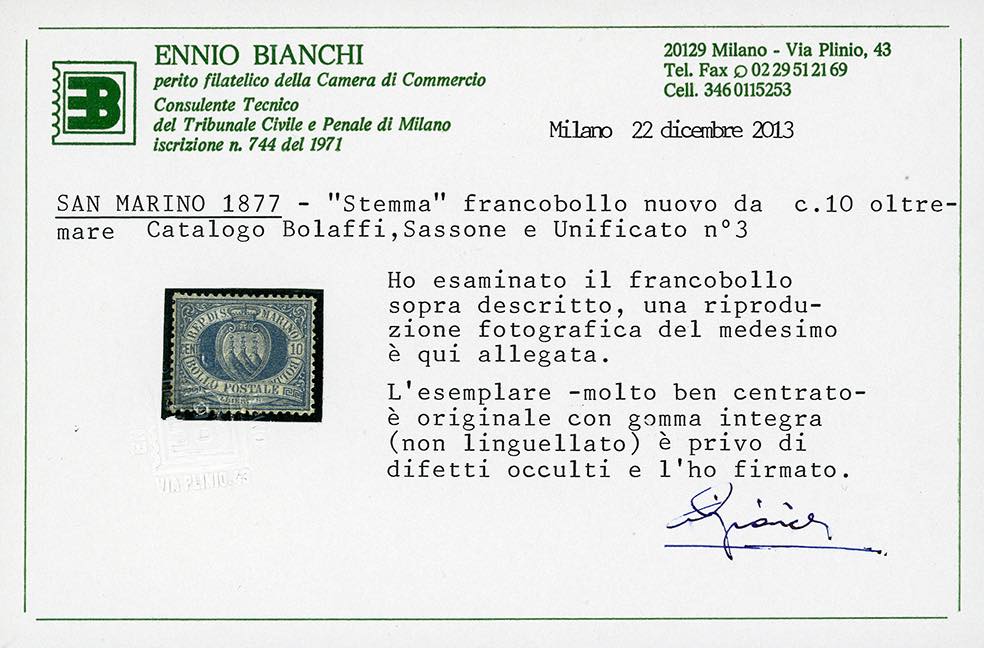 ENNIO BIANCHI
perito filatelico della Camera di Commercio
Consulente Tecnico
del Tribunale Civile e Penale di Milano
iscrizione n. 744 del 1971
EB
20129 Milano - Via Plinio, 43
Tel. Fax 02 29 51 21 69
Cell. 346 0115253
Milano 22 dicembre 2013
SAN MARINO 1877 - "Stemma" francobollo nuovo da c.10 oltre-
mare Catalogo Bolaffi,Sassone e Unificato n°3
REP. DI S. MARINO
CEN 10
BOLLO POSTALE
Ho esaminato il francobollo
sopra descritto, una riprodu-
zione fotografica del medesimo
è qui allegata.
L'esemplare -molto ben centrato-
è originale con gomma integra
(non linguellato) è privo di
difetti occulti e l'ho firmato.
VIA PLINIO, 43